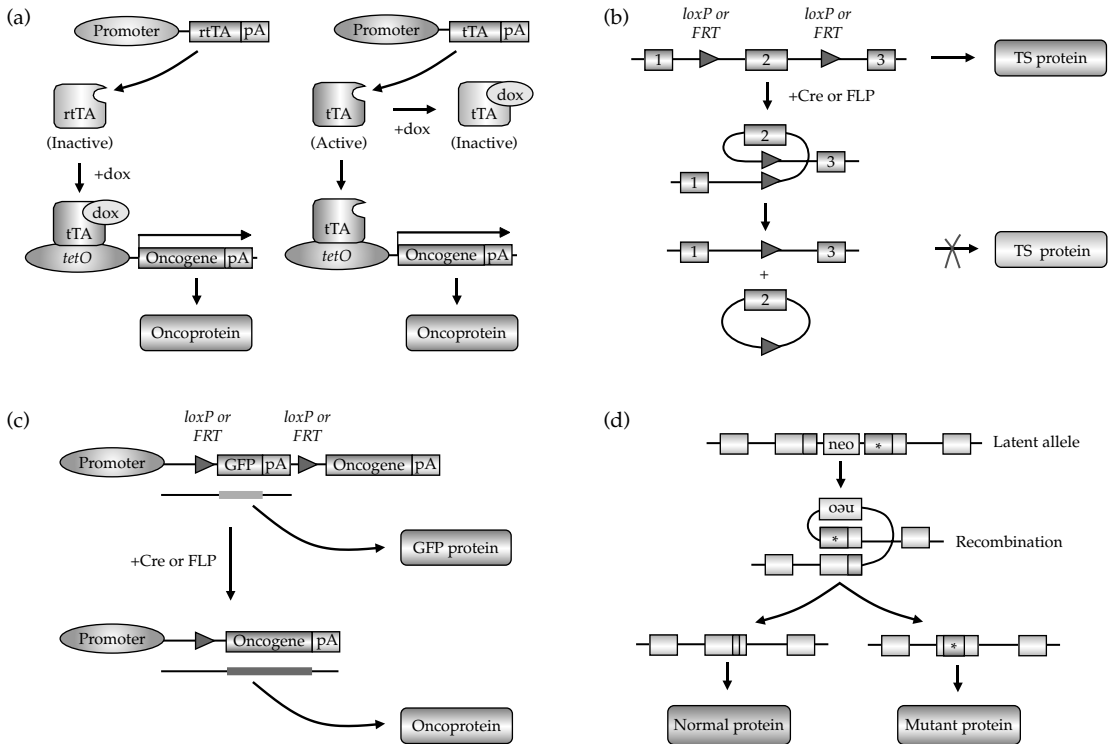 (a)
Promoter rtTA pA
rtTA
(Inactive)
+dox
dox
tTA
tetO Oncogene pA
Oncoprotein
Promoter tTA pA
tTA
(Active)
+dox
dox
tTA
(Inactive)
tTA
tetO Oncogene pA
Oncoprotein
(b)
loxP or
FRT
loxP or
FRT
1 2 3
TS protein
+Cre or FLP
2
3
1
1 3
TS protein
+
2
(c)
loxP or
FRT
loxP or
FRT
Promoter GFP pA Oncogene pA
GFP protein
+Cre or FLP
Promoter Oncogene pA
Oncoprotein
(d)
neo * Latent allele
neo
* Recombination
*
Normal protein
Mutant protein